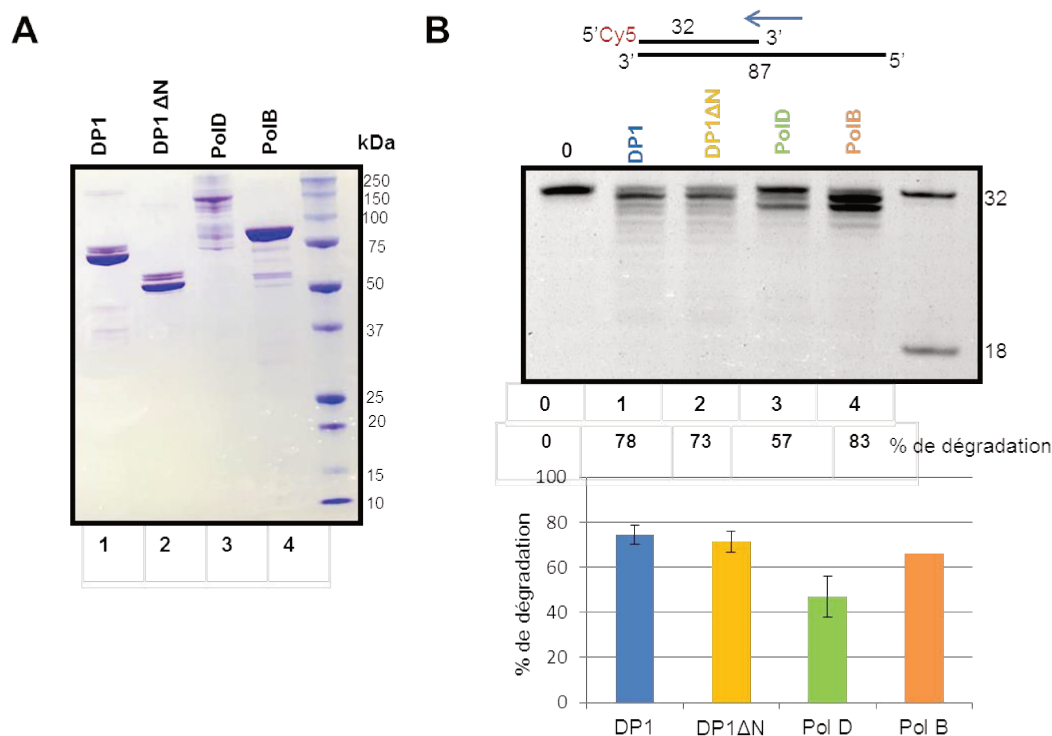 A
DP1
DP1 ΔN
PolD
PolB
kDa
250
150
100
75
50
37
25
20
15
10
1 2 3 4
B
5'Cy5 32 3'
3' 87 5'
0
DP1
DP1ΔN
PolD
PolB
32
18
0 1 2 3 4
0 78 73 57 83 % de dégradation
% de dégradation
100
80
60
40
20
0
DP1 DP1ΔN Pol D Pol B